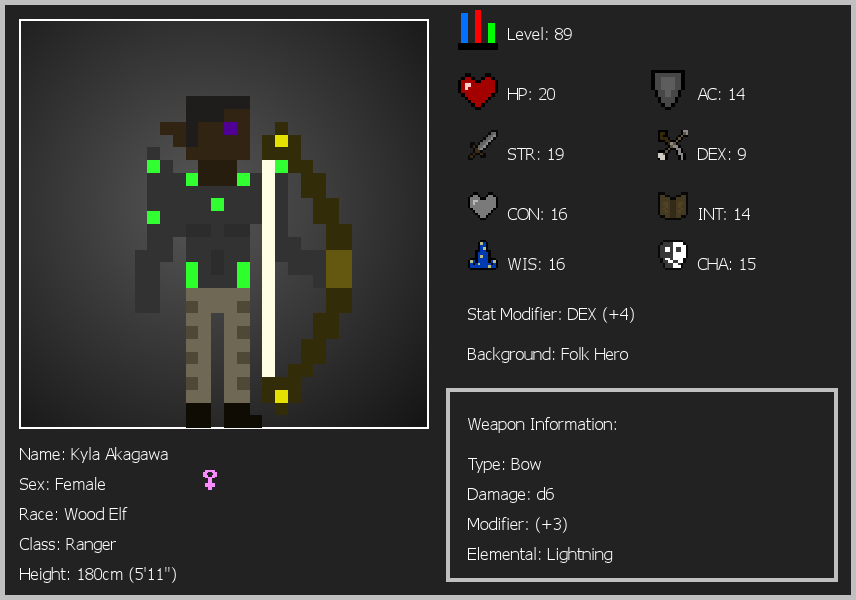 Level: 89
HP: 20
AC: 14
STR: 19
DEX: 9
CON: 16
INT: 14
WIS: 16
CHA: 15
Stat Modifier: DEX (+4)
Background: Folk Hero
Weapon Information:
Type: Bow
Damage: d6
Modifier: (+3)
Elemental: Lightning
Name: Kyla Akagawa
Sex: Female
Race: Wood Elf
Class: Ranger
Height: 180cm (5'11")